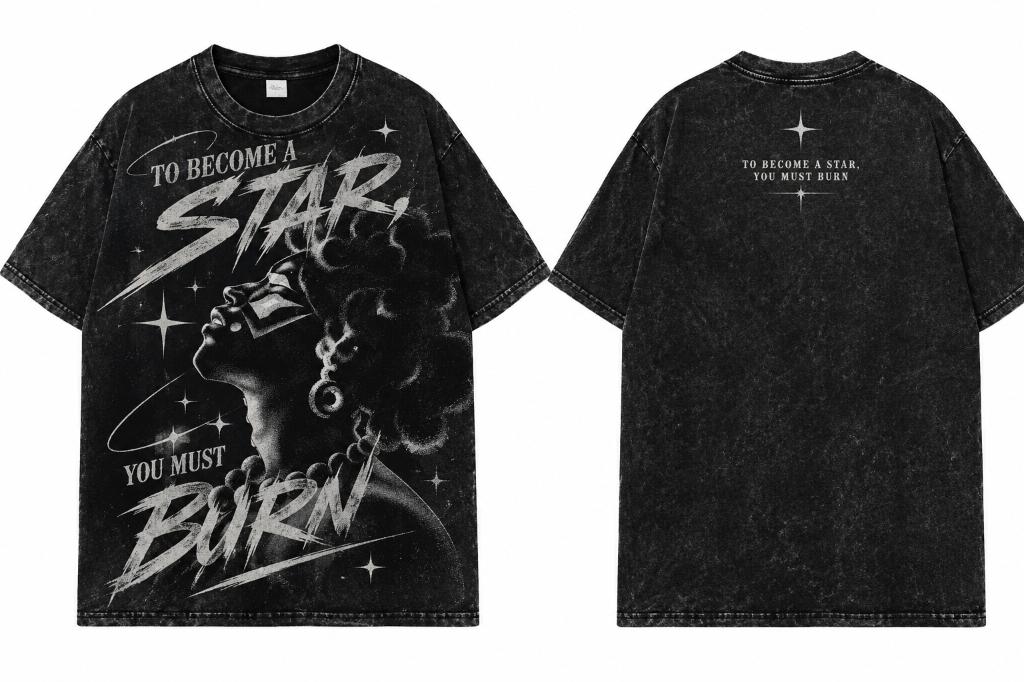 TO BECOME A
STAR,
YOU MUST
BURN
TO BECOME A STAR,
YOU MUST BURN